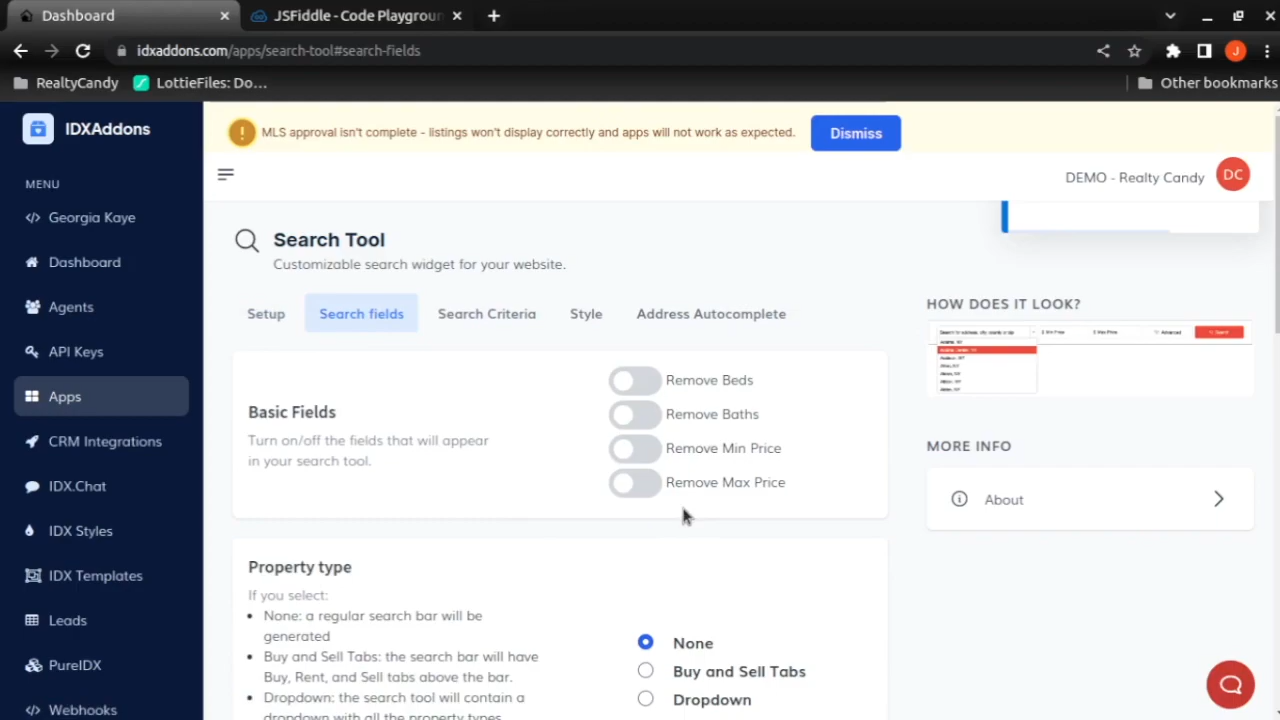 Dashboard
JSFiddle - Code Playgroun
idxaddons.com/apps/search-tool#search-fields
J
RealtyCandy
LottieFiles: Do...
Other bookmarks
IDXAddons
MLS approval isn't complete - listings won't display correctly and apps will not work as expected.
Dismiss
MENU
DEMO - Realty Candy
DC
Georgia Kaye
Dashboard
Agents
API Keys
Apps
CRM Integrations
IDX.Chat
IDX Styles
IDX Templates
Leads
PureIDX
Webhooks
Search Tool
Customizable search widget for your website.
Setup
Search fields
Search Criteria
Style
Address Autocomplete
Basic Fields
Turn on/off the fields that will appear
in your search tool.
Remove Beds
Remove Baths
Remove Min Price
Remove Max Price
Property type
If you select:
None: a regular search bar will be
generated
Buy and Sell Tabs: the search bar will have
Buy, Rent, and Sell tabs above the bar.
Dropdown: the search tool will contain a
dropdown with all the property types
None
Buy and Sell Tabs
Dropdown
HOW DOES IT LOOK?
Min Price
Max Price
Advanced
Search
MORE INFO
About